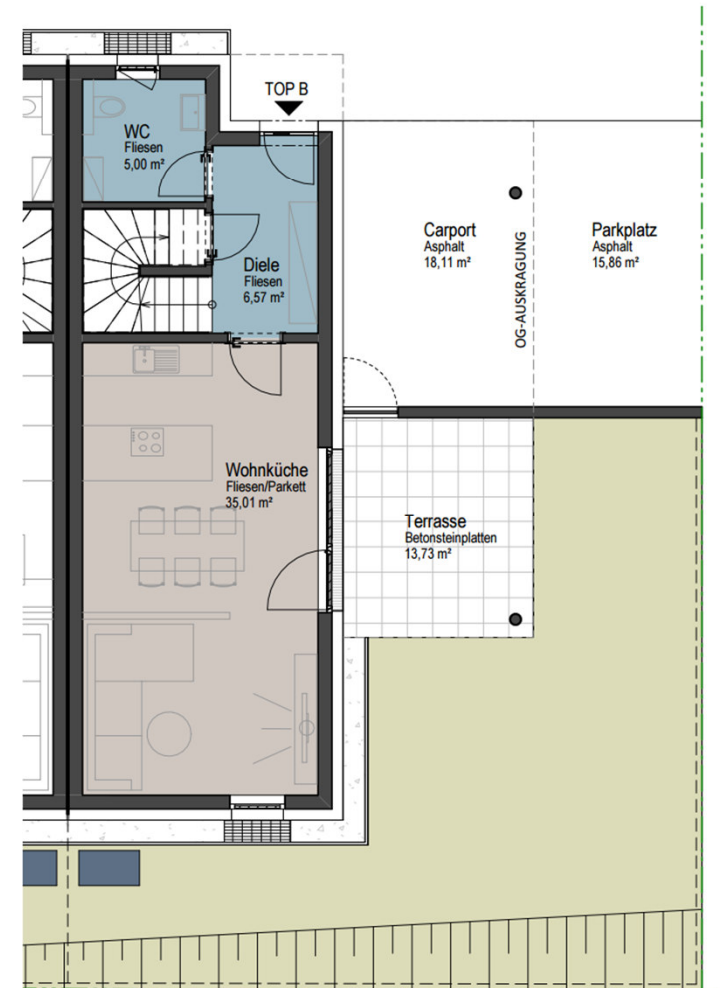 TOP B
WC
Fliesen
5,00 m²
Diele
Fliesen
6,57 m²
Carport
Asphalt
18,11 m²
OG-AUSKRAGUNG
Parkplatz
Asphalt
15,86 m²
Wohnküche
Fliesen/Parkett
35,01 m²
Terrasse
Betonsteinplatten
13,73 m²